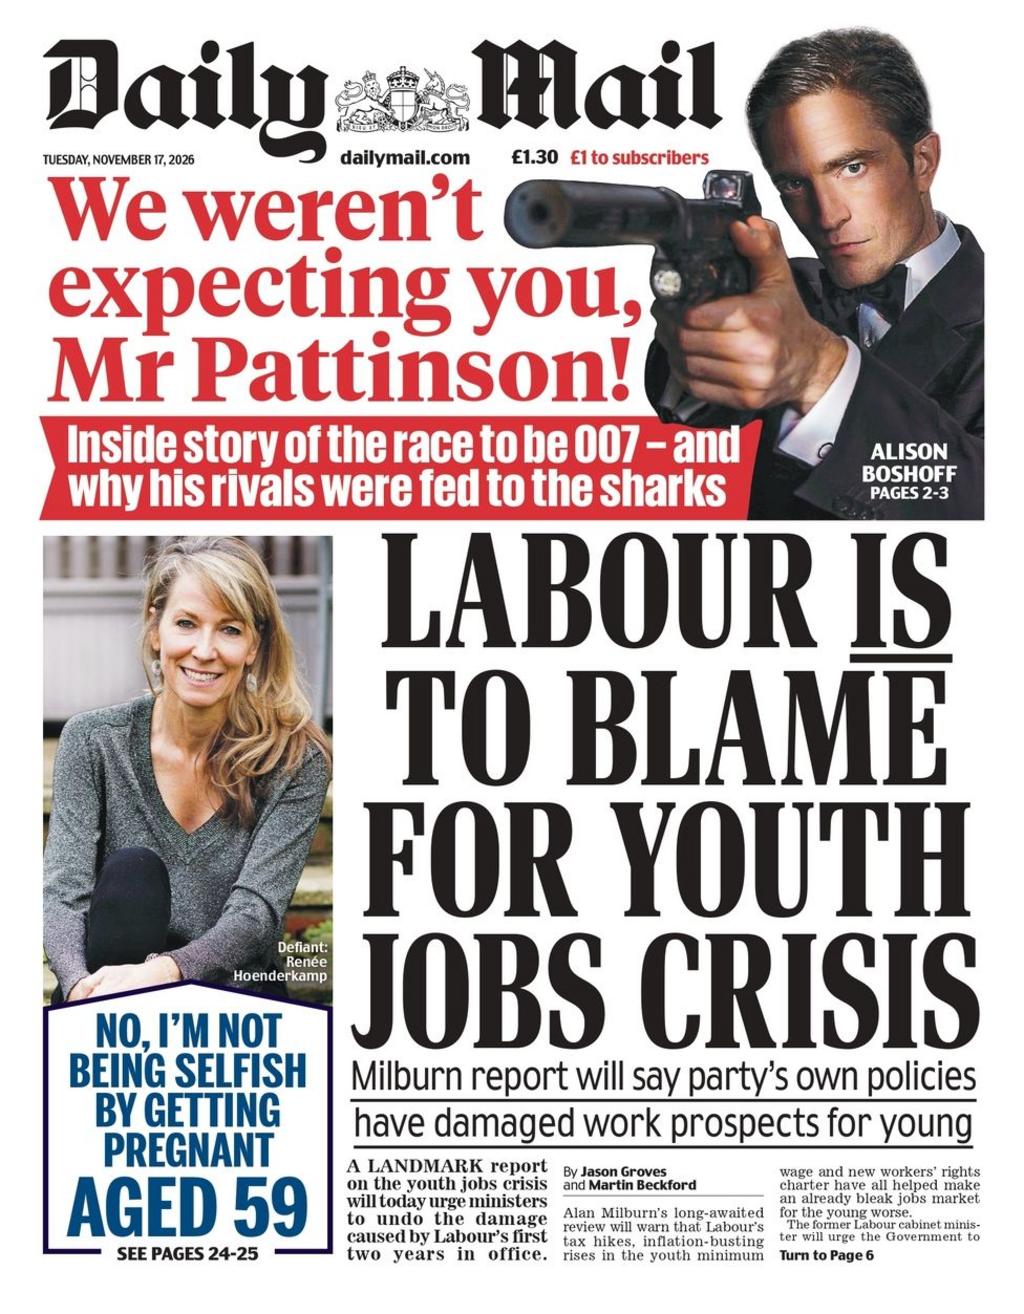 Daily Mail
TUESDAY, NOVEMBER 17, 2026
dailymail.com
£1.30 £1 to subscribers
We weren't
expecting you,
Mr Pattinson!
Inside story of the race to be 007 – and
why his rivals were fed to the sharks
ALISON
BOSHOFF
PAGES 2-3
Defiant:
Renée
Hoenderkamp
NO, I'M NOT
BEING SELFISH
BY GETTING
PREGNANT
AGED 59
SEE PAGES 24-25
LABOUR IS
TO BLAME
FOR YOUTH
JOBS CRISIS
Milburn report will say party's own policies
have damaged work prospects for young
A LANDMARK report
on the youth jobs crisis
will today urge ministers
to undo the damage
caused by Labour's first
two years in office.
By Jason Groves
and Martin Beckford
Alan Milburn's long-awaited
review will warn that Labour's
tax hikes, inflation-busting
rises in the youth minimum
wage and new workers' rights
charter have all helped make
an already bleak jobs market
for the young worse.
The former Labour cabinet minis-
ter will urge the Government to
Turn to Page 6